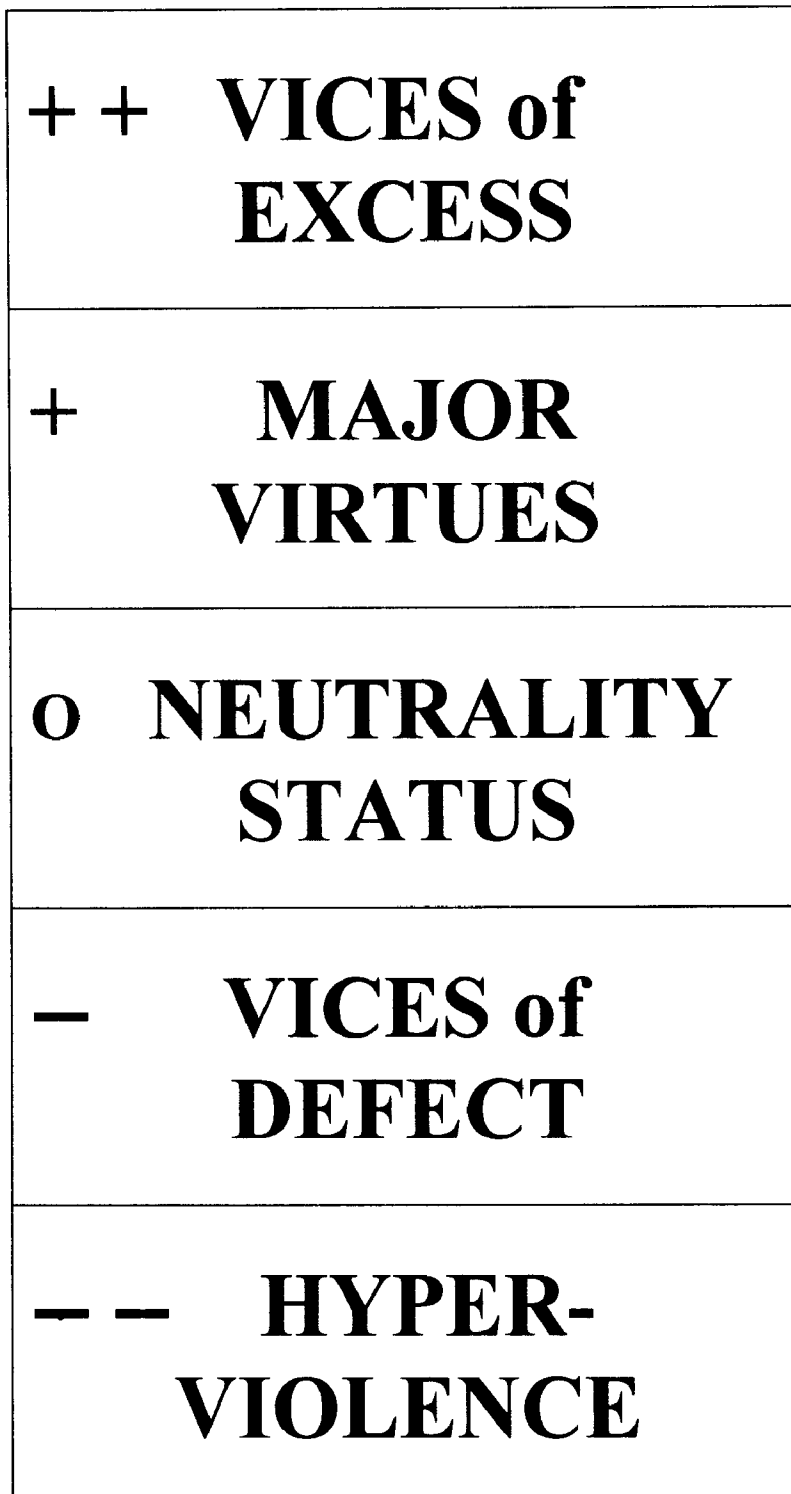 + + VICES of
EXCESS
+ MAJOR
VIRTUES
o NEUTRALITY
STATUS
– VICES of
DEFECT
– – HYPER-
VIOLENCE